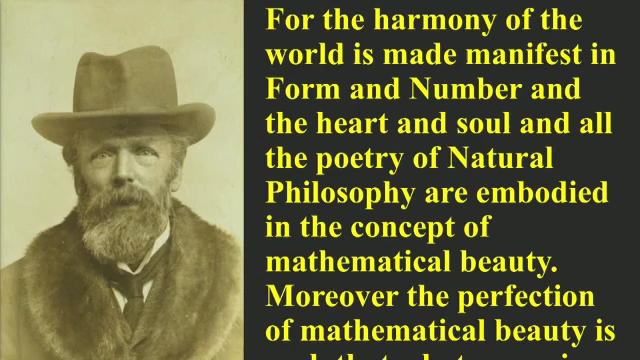 For the harmony of the
world is made manifest in
Form and Number and
the heart and soul and all
the poetry of Natural
Philosophy are embodied
in the concept of
mathematical beauty.
Moreover the perfection
of mathematical beauty is